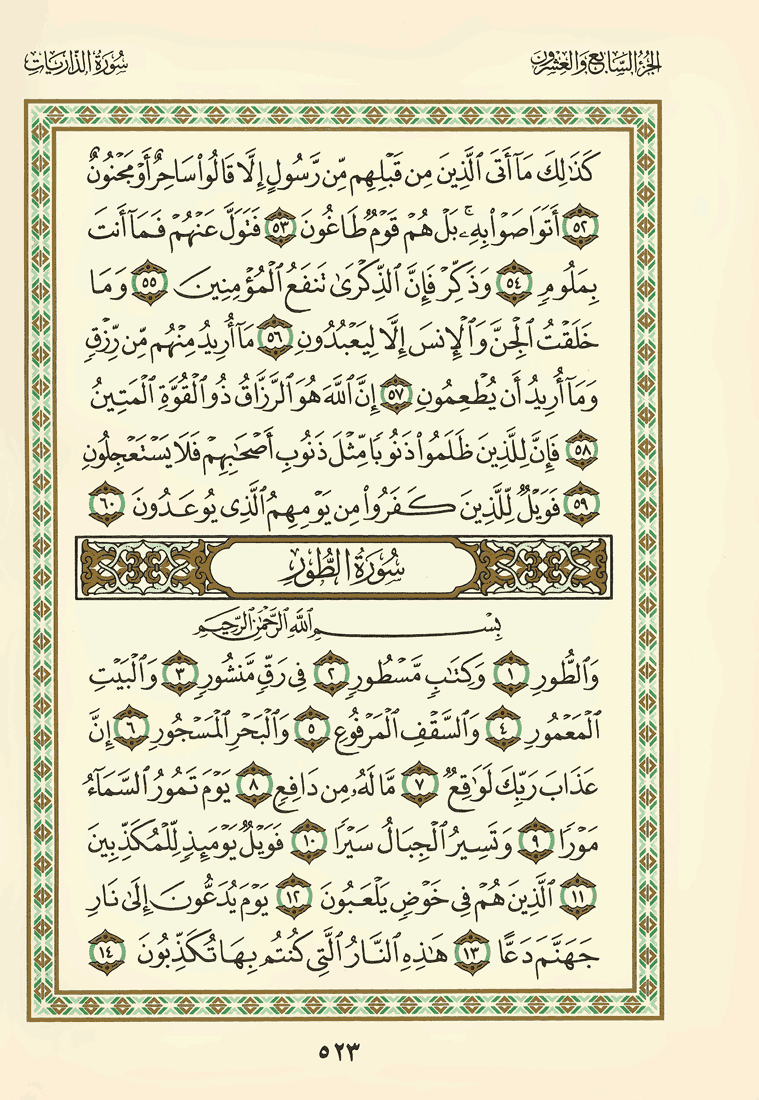 الجزء السابع والعشرون
سورة الذاريات
كَذَٰلِكَ مَآ أَتَى ٱلَّذِينَ مِن قَبْلِهِم مِّن رَّسُولٍ إِلَّا قَالُوا۟ سَاحِرٌ أَوْ مَجْنُونٌ
٥٢ أَتَوَاصَوْا۟ بِهِۦ ۚ بَلْ هُمْ قَوْمٌ طَاغُونَ ٥٣ فَتَوَلَّ عَنْهُمْ فَمَآ أَنتَ
بِمَلُومٍ ٥٤ وَذَكِّرْ فَإِنَّ ٱلذِّكْرَىٰ تَنفَعُ ٱلْمُؤْمِنِينَ ٥٥ وَمَا
خَلَقْتُ ٱلْجِنَّ وَٱلْإِنسَ إِلَّا لِيَعْبُدُونِ ٥٦ مَآ أُرِيدُ مِنْهُم مِّن رِّزْقٍ
وَمَآ أُرِيدُ أَن يُطْعِمُونِ ٥٧ إِنَّ ٱللَّهَ هُوَ ٱلرَّزَّاقُ ذُو ٱلْقُوَّةِ ٱلْمَتِينُ
٥٨ فَإِنَّ لِلَّذِينَ ظَلَمُوا۟ ذَنُوبًا مِّثْلَ ذَنُوبِ أَصْحَٰبِهِمْ فَلَا يَسْتَعْجِلُونِ
٥٩ فَوَيْلٌ لِّلَّذِينَ كَفَرُوا۟ مِن يَوْمِهِمُ ٱلَّذِى يُوعَدُونَ ٦٠
سُورَةُ الطُّورِ
بِسْمِ اللَّهِ الرَّحْمَٰنِ الرَّحِيمِ
وَٱلطُّورِ ١ وَكِتَٰبٍ مَّسْطُورٍ ٢ فِى رَقٍّ مَّنشُورٍ ٣ وَٱلْبَيْتِ
ٱلْمَعْمُورِ ٤ وَٱلسَّقْفِ ٱلْمَرْفُوعِ ٥ وَٱلْبَحْرِ ٱلْمَسْجُورِ ٦ إِنَّ
عَذَابَ رَبِّكَ لَوَٰقِعٌ ٧ مَّا لَهُۥ مِن دَافِعٍ ٨ يَوْمَ تَمُورُ ٱلسَّمَآءُ
مَوْرًا ٩ وَتَسِيرُ ٱلْجِبَالُ سَيْرًا ١٠ فَوَيْلٌ يَوْمَئِذٍ لِّلْمُكَذِّبِينَ
١١ ٱلَّذِينَ هُمْ فِى خَوْضٍ يَلْعَبُونَ ١٢ يَوْمَ يُدَعُّونَ إِلَىٰ نَارِ
جَهَنَّمَ دَعًّا ١٣ هَٰذِهِ ٱلنَّارُ ٱلَّتِى كُنتُم بِهَا تُكَذِّبُونَ ١٤
٥٢٣